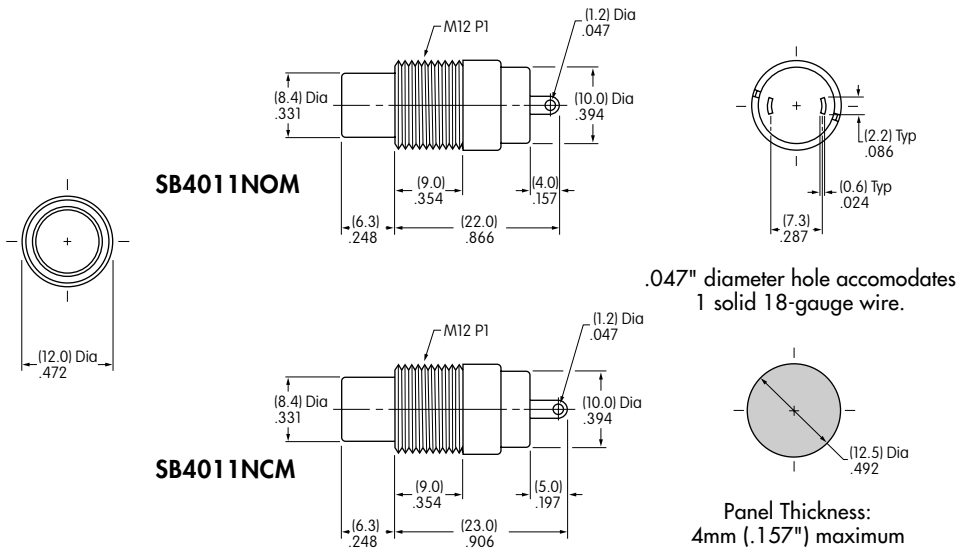 M12 P1
(1.2) Dia
.047
(8.4) Dia
.331
(10.0) Dia
.394
(9.0)
.354
(4.0)
.157
(6.3)
.248
(22.0)
.866
SB4011NOM
(2.2) Typ
.086
(0.6) Typ
.024
(7.3)
.287
.047" diameter hole accomodates
1 solid 18-gauge wire.
(12.0) Dia
.472
M12 P1
(1.2) Dia
.047
(8.4) Dia
.331
(10.0) Dia
.394
SB4011NCM
(9.0)
.354
(5.0)
.197
(6.3)
.248
(23.0)
.906
(12.5) Dia
.492
Panel Thickness:
4mm (.157") maximum